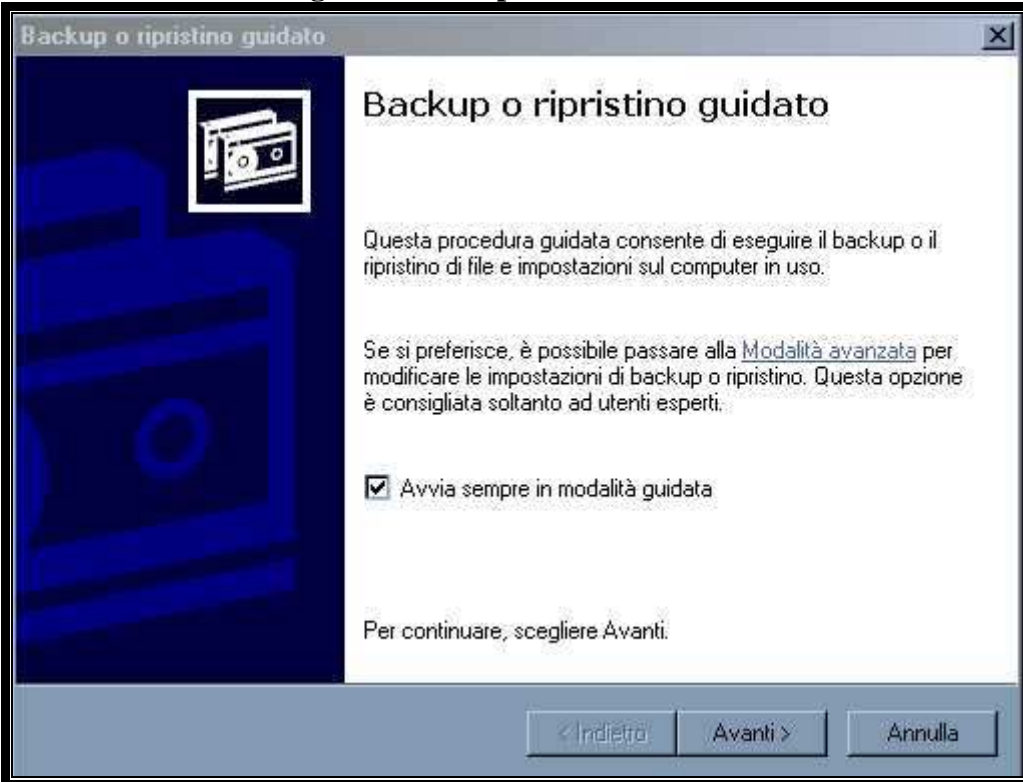 Backup o ripristino guidato
Backup o ripristino guidato
Questa procedura guidata consente di eseguire il backup o il
ripristino di file e impostazioni sul computer in uso.
Se si preferisce, è possibile passare alla Modalità avanzata per
modificare le impostazioni di backup o ripristino. Questa opzione
è consigliata soltanto ad utenti esperti.
Avvia sempre in modalità guidata
Per continuare, scegliere Avanti.
< Indietro Avanti > Annulla